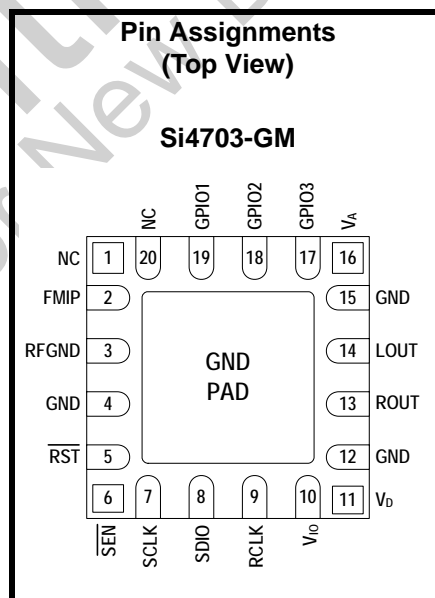 Pin Assignments
(Top View)
Si4703-GM
NC
GPIO1
GPIO2
GPIO3
VA
NC 1 20 19 18 17 16
FMIP 2 15 GND
RFGND 3 14 LOUT
GND
PAD
GND 4 13 ROUT
RST 5 12 GND
6 7 8 9 10 11 VD
SEN
SCLK
SDIO
RCLK
VIO